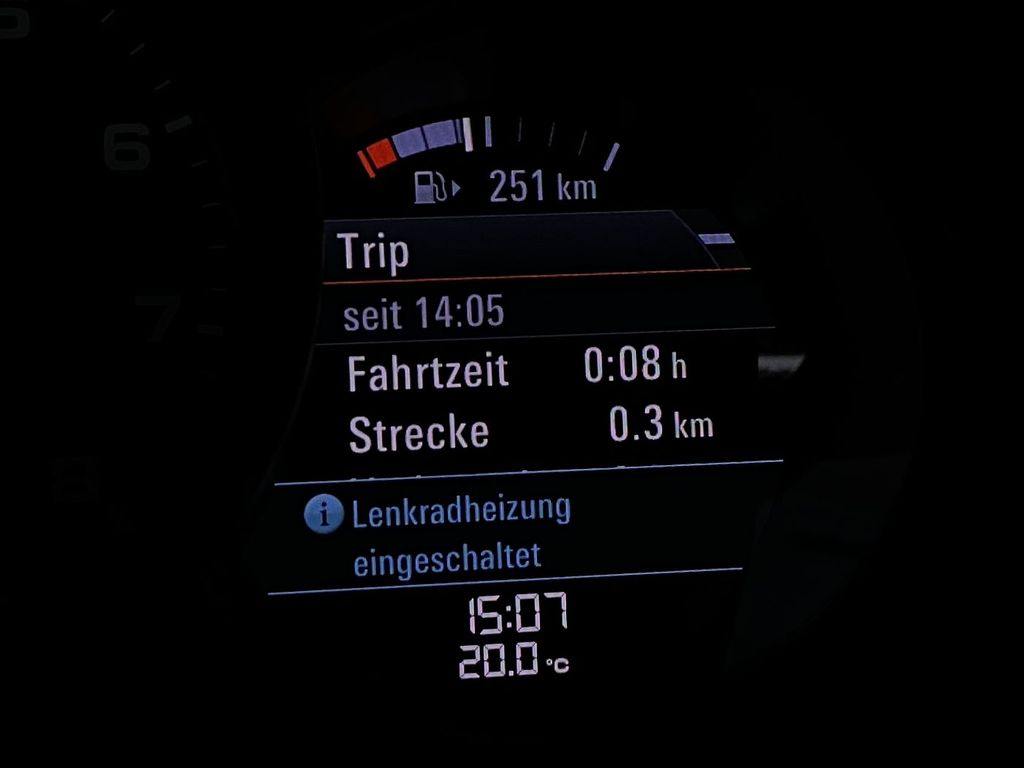 6
251 km
Trip
seit 14:05
7
Fahrtzeit 0:08 h
Strecke 0.3 km
8
i Lenkradheizung
eingeschaltet
15:07
20.0 °C